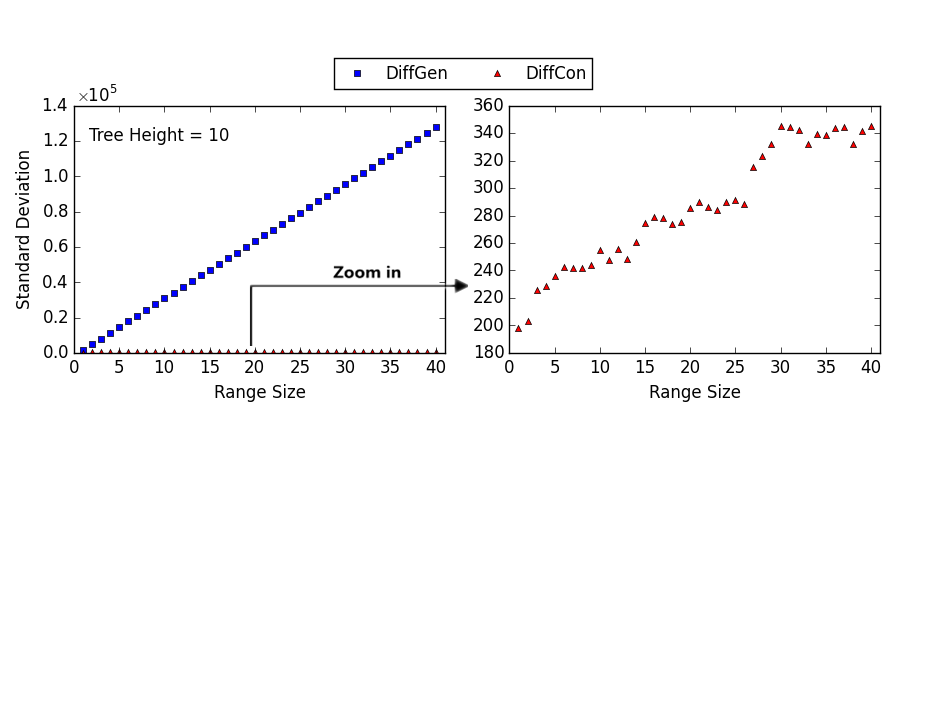 DiffGen DiffCon
×10^5
Tree Height = 10
Standard Deviation
1.4
1.2
1.0
0.8
0.6
0.4
0.2
0.0
0 5 10 15 20 25 30 35 40
Range Size
Zoom in
360
340
320
300
280
260
240
220
200
180
0 5 10 15 20 25 30 35 40
Range Size